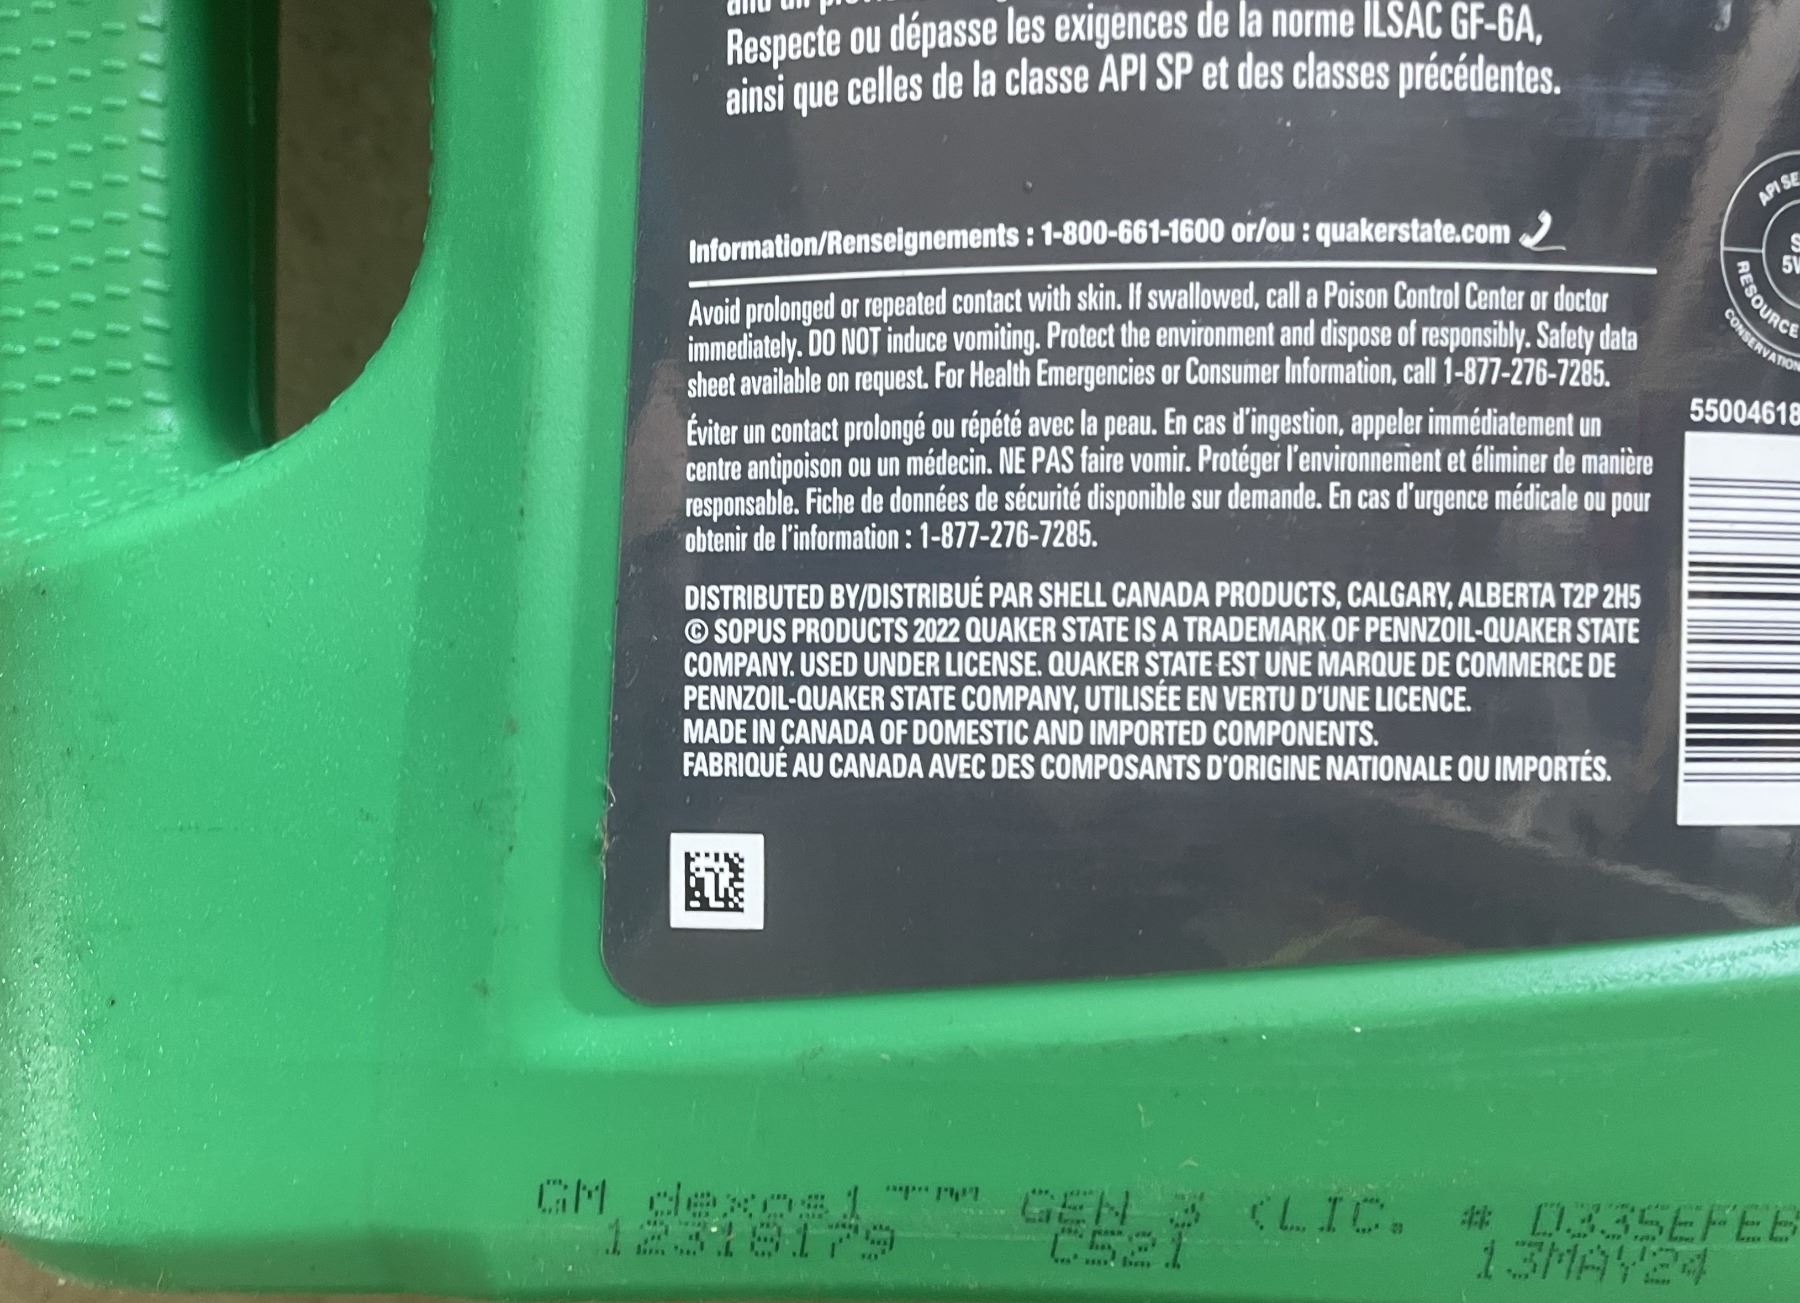 Respecte ou dépasse les exigences de la norme ILSAC GF-6A,
ainsi que celles de la classe API SP et des classes précédentes.
Information/Renseignements : 1-800-661-1600 or/ou : quakerstate.com
Avoid prolonged or repeated contact with skin. If swallowed, call a Poison Control Center or doctor
immediately. DO NOT induce vomiting. Protect the environment and dispose of responsibly. Safety data
sheet available on request. For Health Emergencies or Consumer Information, call 1-877-276-7285.
Éviter un contact prolongé ou répété avec la peau. En cas d'ingestion, appeler immédiatement un
centre antipoison ou un médecin. NE PAS faire vomir. Protéger l'environnement et éliminer de manière
responsable. Fiche de données de sécurité disponible sur demande. En cas d'urgence médicale ou pour
obtenir de l'information : 1-877-276-7285.
DISTRIBUTED BY/DISTRIBUÉ PAR SHELL CANADA PRODUCTS, CALGARY, ALBERTA T2P 2H5
© SOPUS PRODUCTS 2022 QUAKER STATE IS A TRADEMARK OF PENNZOIL-QUAKER STATE
COMPANY. USED UNDER LICENSE. QUAKER STATE EST UNE MARQUE DE COMMERCE DE
PENNZOIL-QUAKER STATE COMPANY, UTILISÉE EN VERTU D'UNE LICENCE.
MADE IN CANADA OF DOMESTIC AND IMPORTED COMPONENTS.
FABRIQUÉ AU CANADA AVEC DES COMPOSANTS D'ORIGINE NATIONALE OU IMPORTÉS.
API SE
5W
RESOURCE
CONSERVATION
55004618
GM dexos1™ GEN 3 (LIC. # D335EFEB
12318179 C521 13MAY24